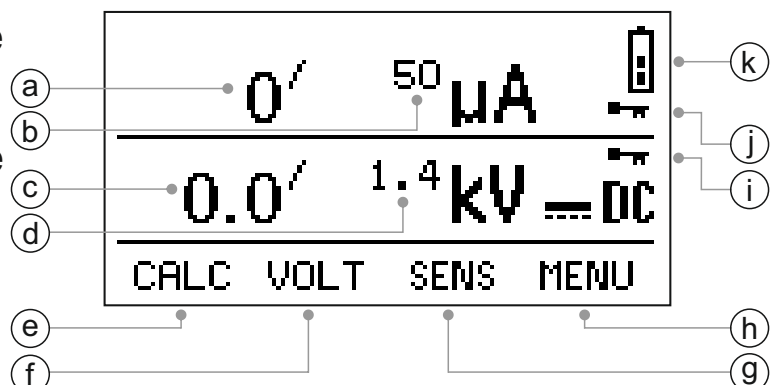 e
e
0′ 50 µA
0.0′ 1.4 kV DC
CALC VOLT SENS MENU
a
b
c
d
e
f
k
j
i
h
g